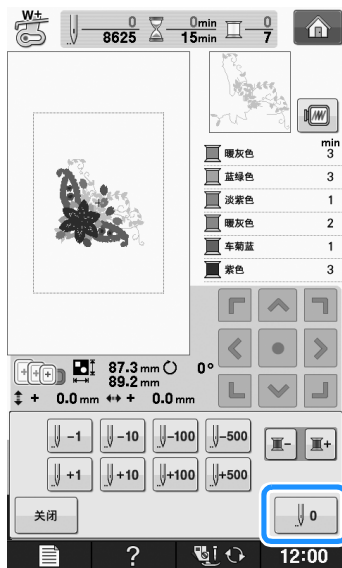 W+
0 0min 0
8625 15min 7
min
暖灰色 3
蓝绿色 3
淡紫色 1
暖灰色 2
车菊蓝 1
紫色 3
87.3 mm 0°
89.2 mm
+ 0.0 mm + 0.0 mm
-1 -10 -100 -500
+1 +10 +100 +500
关闭 0
? 12:00